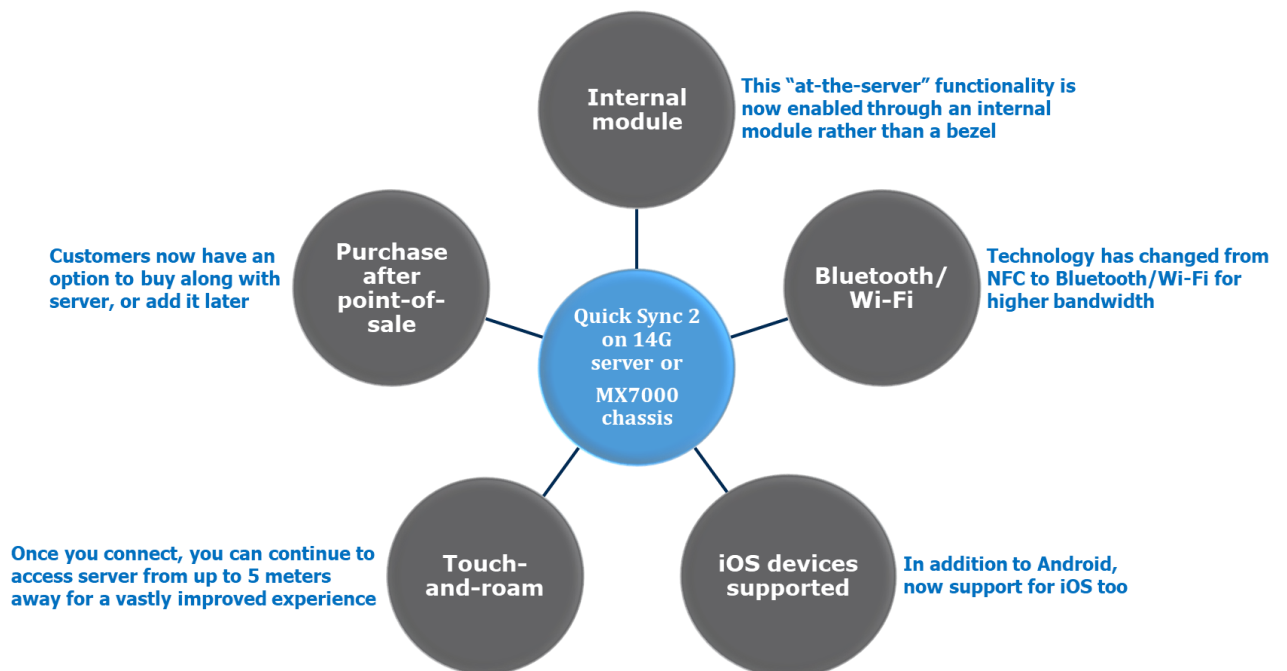 Internal
module
This “at-the-server” functionality is
now enabled through an internal
module rather than a bezel
Customers now have an
option to buy along with
server, or add it later
Purchase
after
point-of-
sale
Bluetooth/
Wi-Fi
Technology has changed from
NFC to Bluetooth/Wi-Fi for
higher bandwidth
Quick Sync 2
on 14G
server or
MX7000
chassis
Once you connect, you can continue to
access server from up to 5 meters
away for a vastly improved experience
Touch-
and-roam
iOS devices
supported
In addition to Android,
now support for iOS too